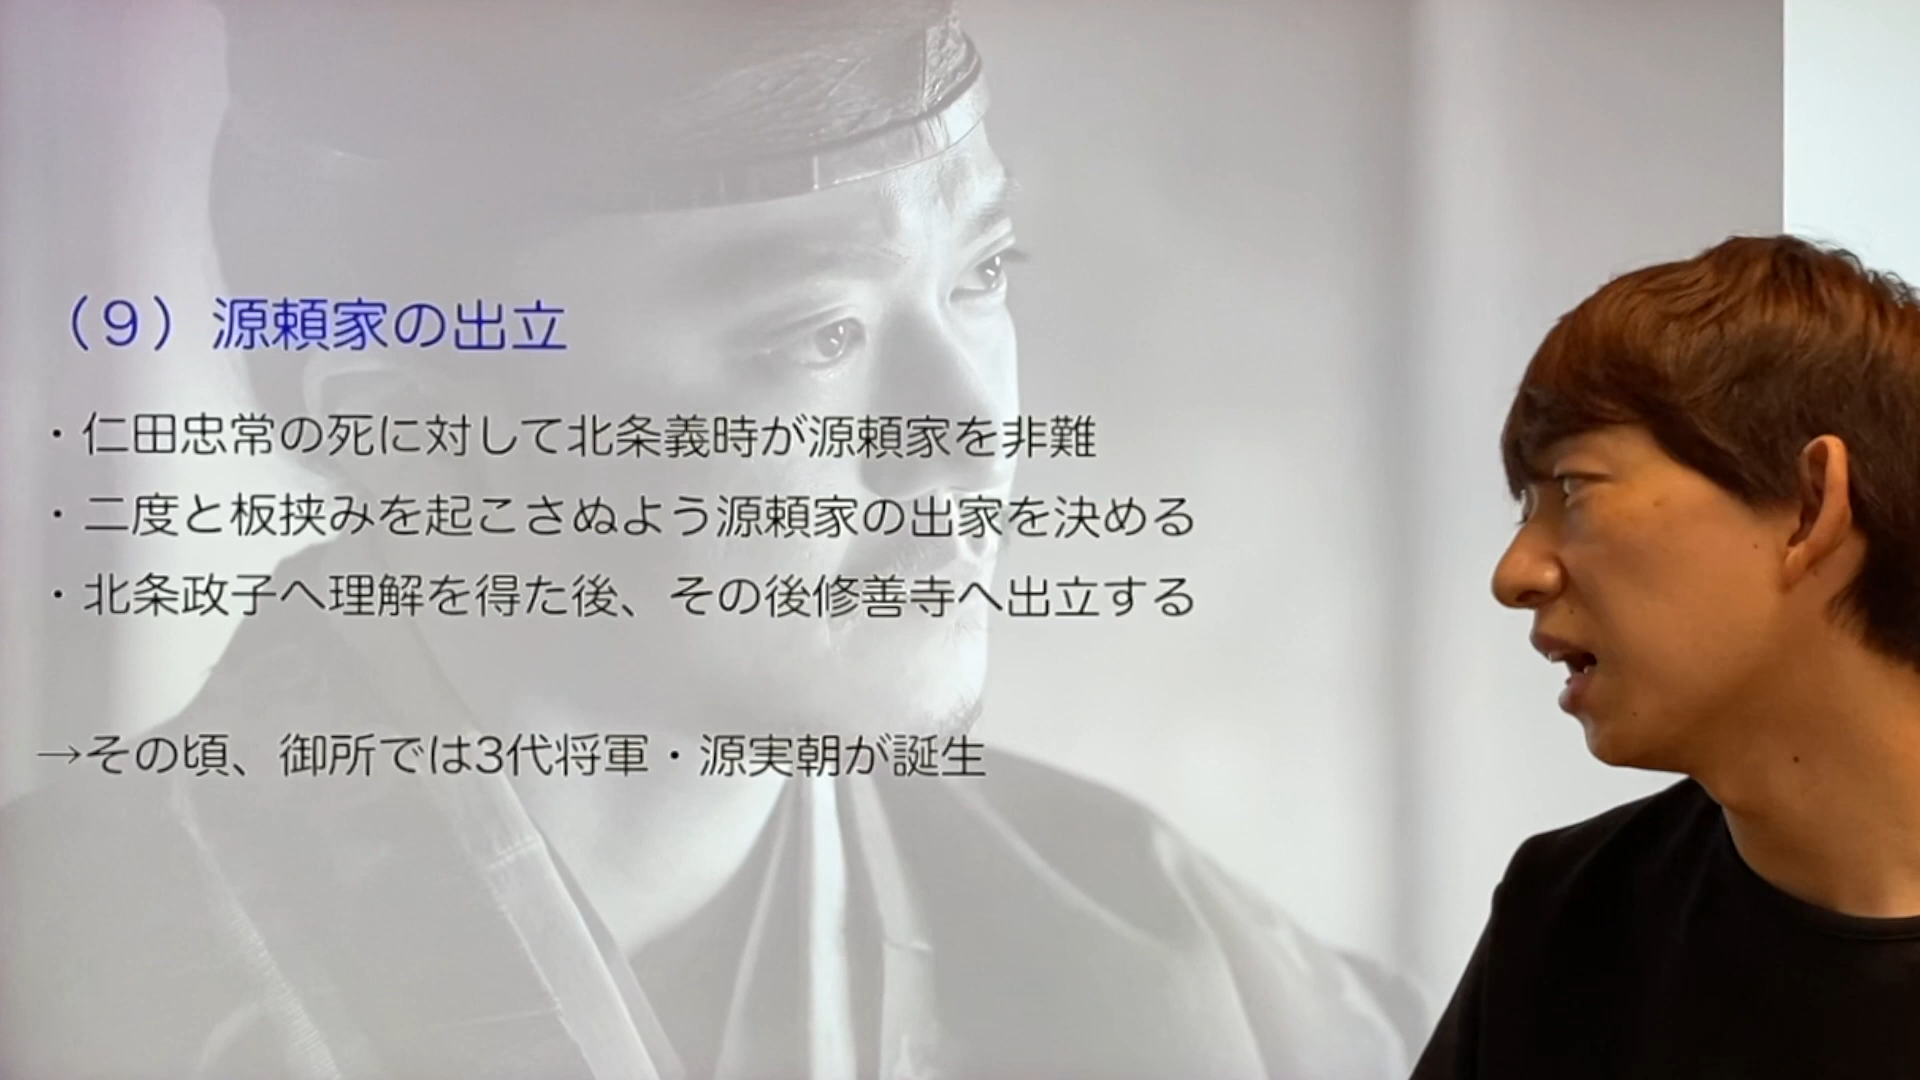 （９）源頼家の出立
・仁田忠常の死に対して北条義時が源頼家を非難
・二度と板挟みを起こさぬよう源頼家の出家を決める
・北条政子へ理解を得た後、その後修善寺へ出立する
→その頃、御所では3代将軍・源実朝が誕生